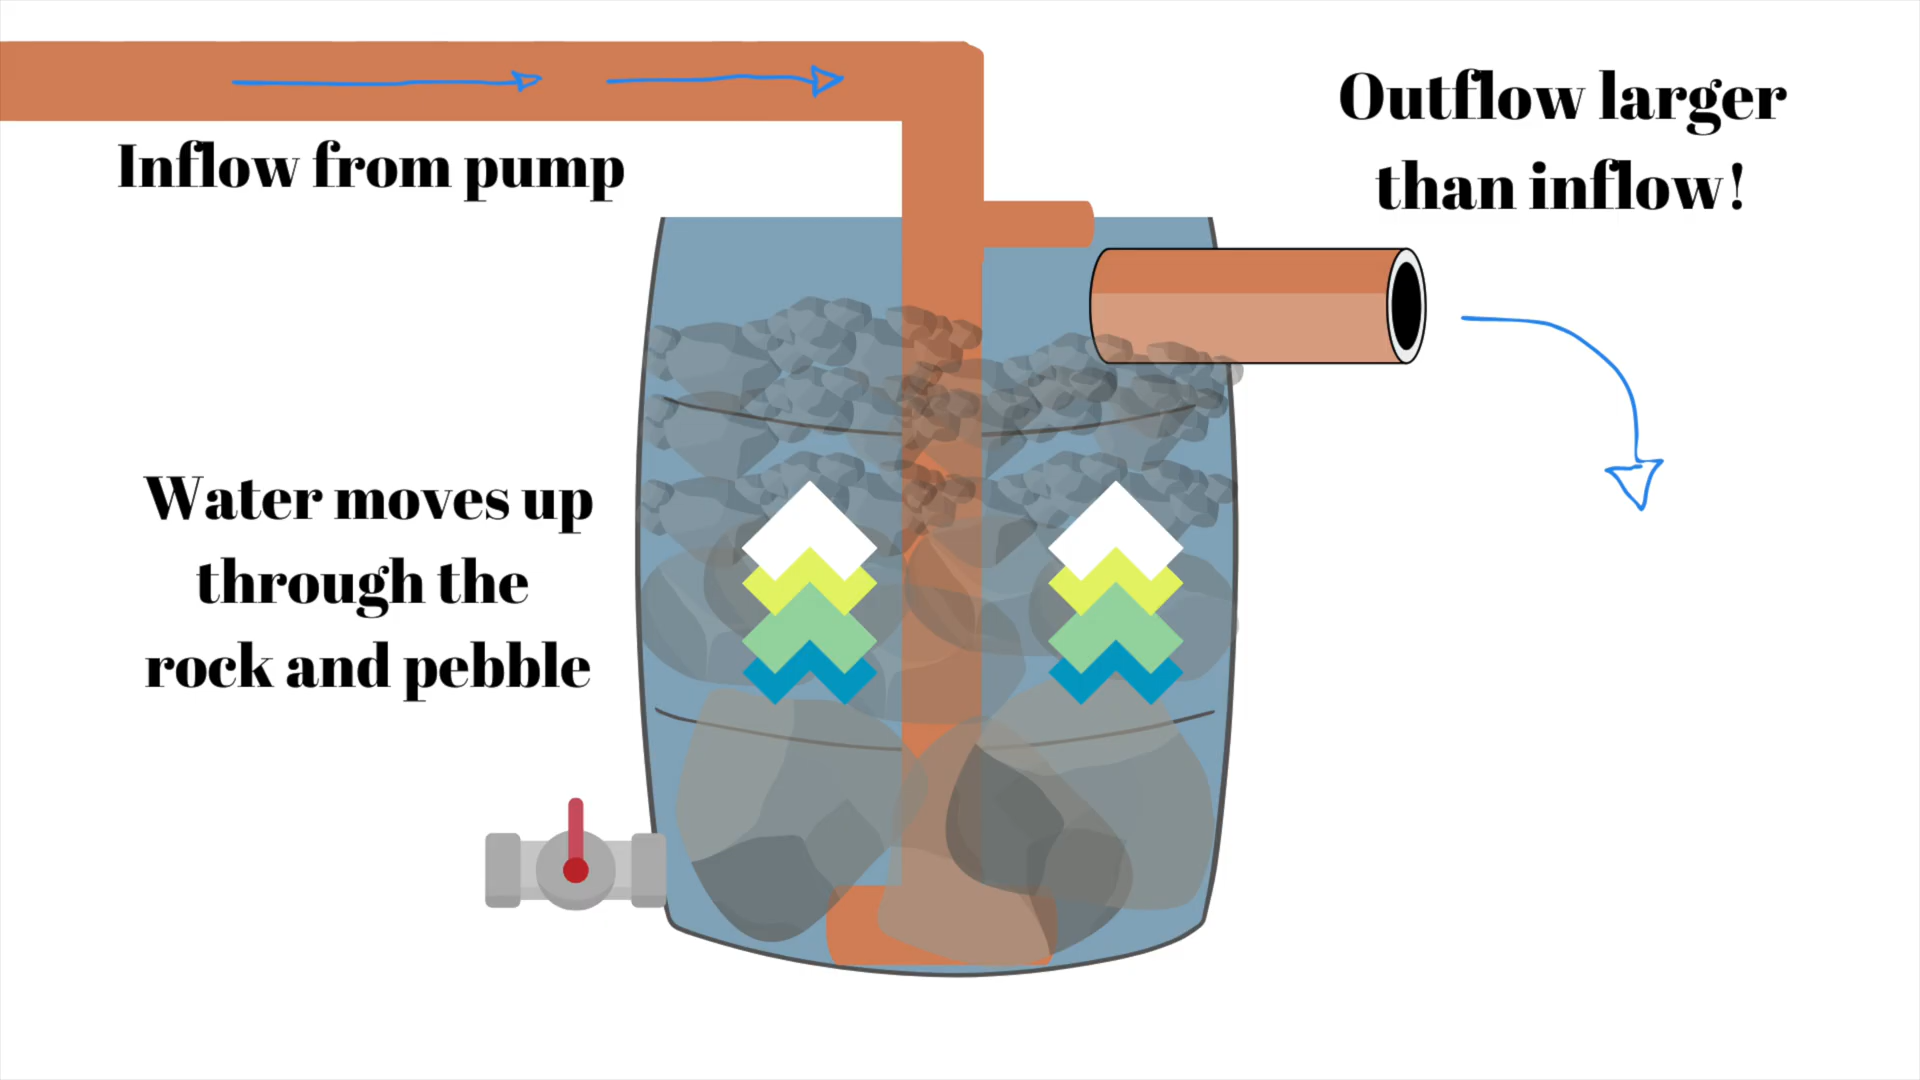 Inflow from pump
Outflow larger
than inflow!
Water moves up
through the
rock and pebble